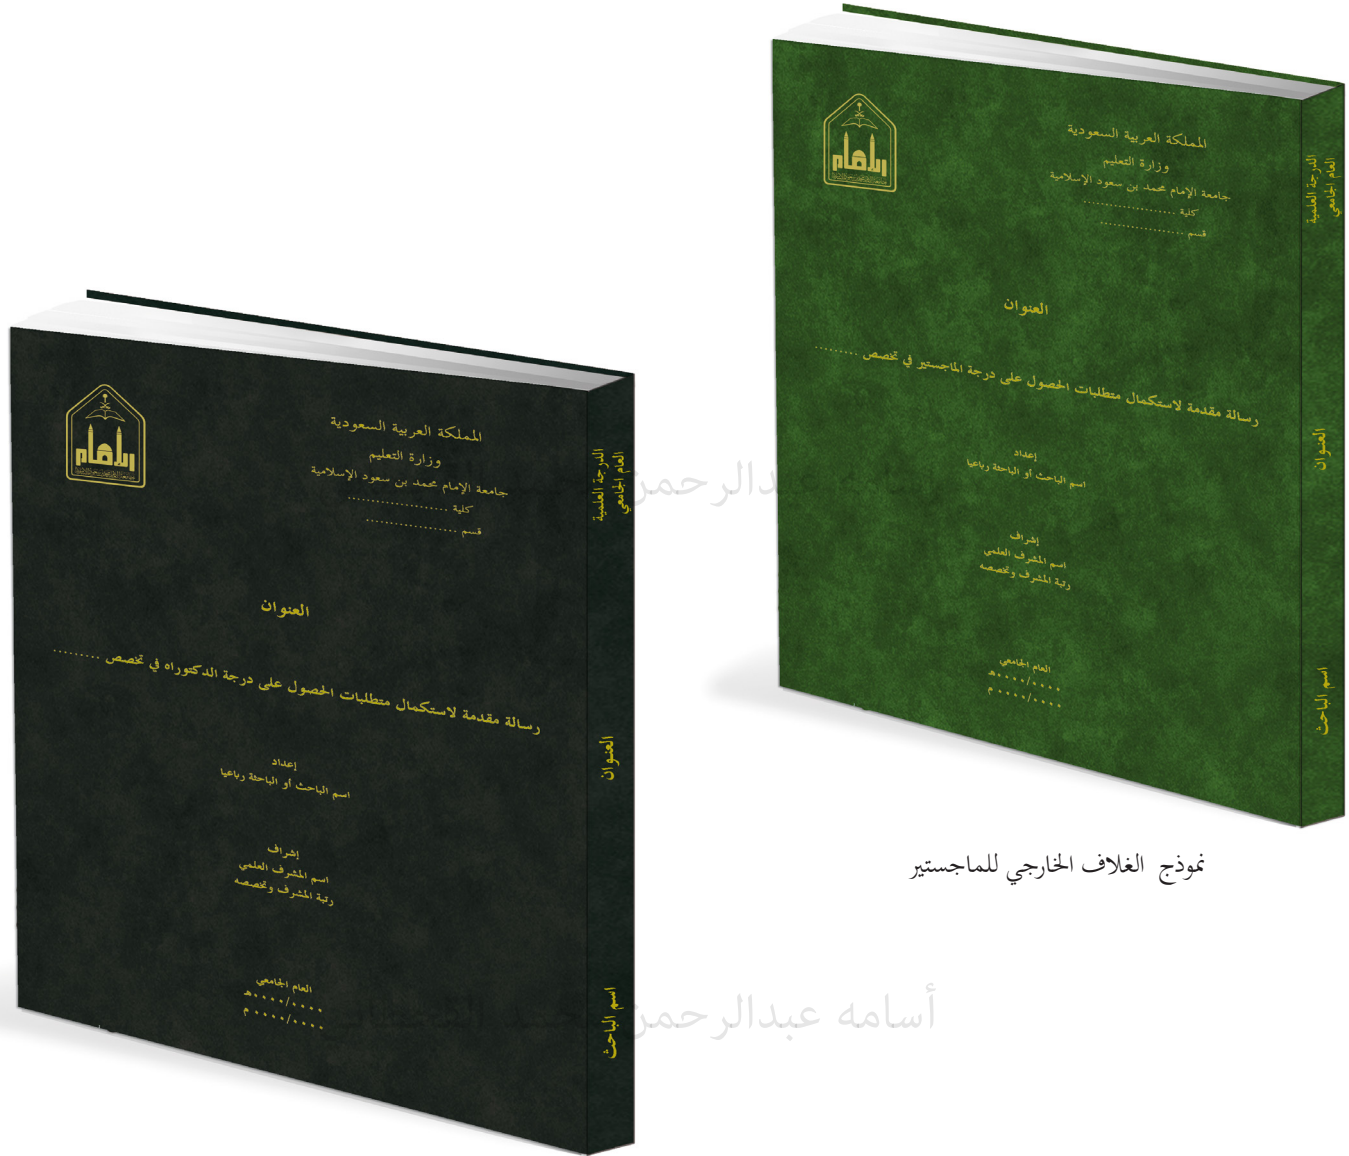 المملكة العربية السعودية
وزارة التعليم
جامعة الإمام محمد بن سعود الإسلامية
كلية ...................
قسم ..................
العنوان
رسالة مقدمة لاستكمال متطلبات الحصول على درجة الماجستير في تخصص .........
إعداد
اسم الباحث أو الباحثة رباعيا
إشراف
اسم المشرف العلمي
رتبة المشرف وتخصصه
العام الجامعي
٠٠٠٠/٠٠٠٠هـ
٠٠٠٠/٠٠٠٠ م
الدرجة العلمية
العام الجامعي
العنوان
اسم الباحث
نموذج الغلاف الخارجي للماجستير
المملكة العربية السعودية
وزارة التعليم
جامعة الإمام محمد بن سعود الإسلامية
كلية ...................
قسم ..................
العنوان
رسالة مقدمة لاستكمال متطلبات الحصول على درجة الدكتوراه في تخصص .........
إعداد
اسم الباحث أو الباحثة رباعيا
إشراف
اسم المشرف العلمي
رتبة المشرف وتخصصه
العام الجامعي
٠٠٠٠/٠٠٠٠هـ
٠٠٠٠/٠٠٠٠ م
الدرجة العلمية
العام الجامعي
العنوان
اسم الباحث
أسامه عبدالرحمن